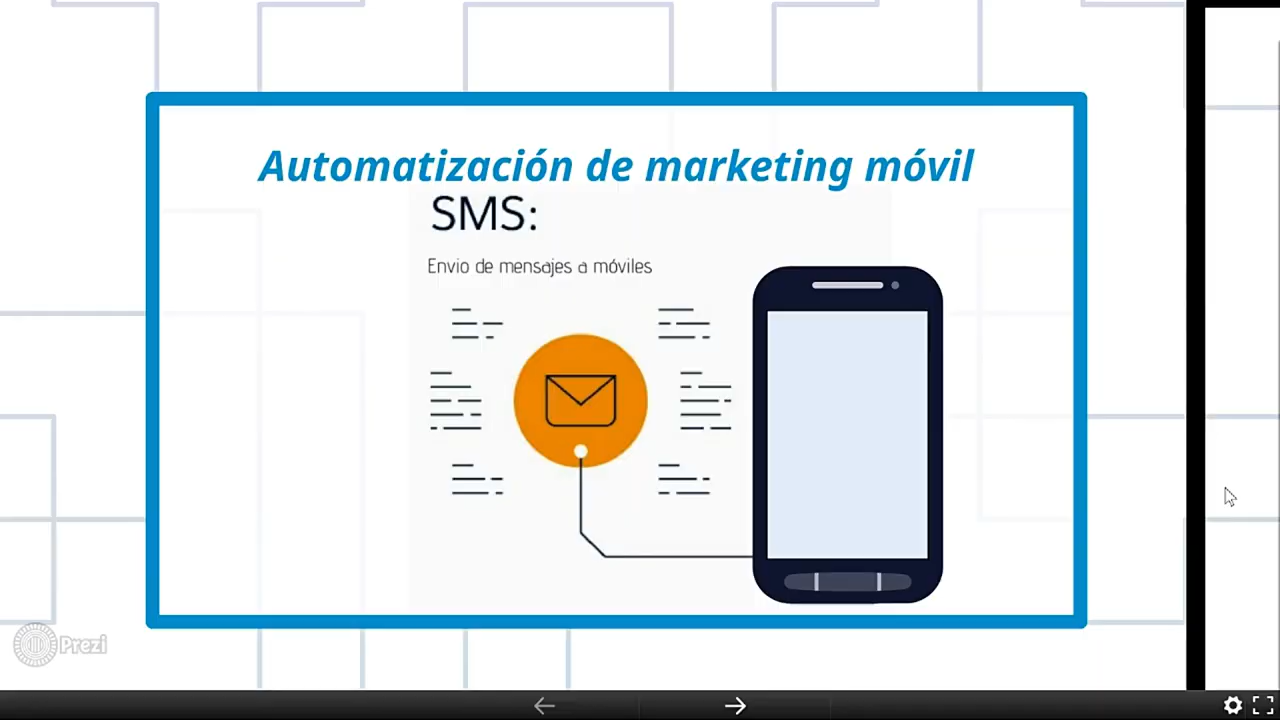 Automatización de marketing móvil
SMS:
Envio de mensajes a móviles
Prezi